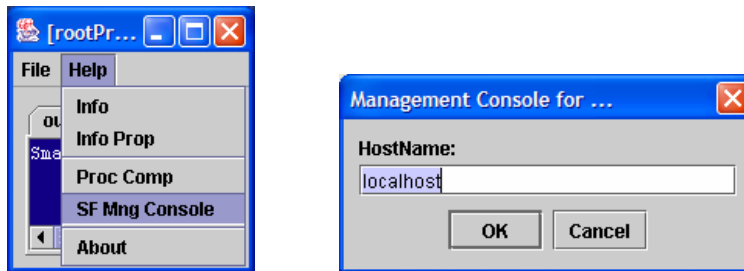 [rootPr...
File Help
Info
Info Prop
Proc Comp
SF Mng Console
About
Management Console for ...
HostName:
localhost
OK Cancel